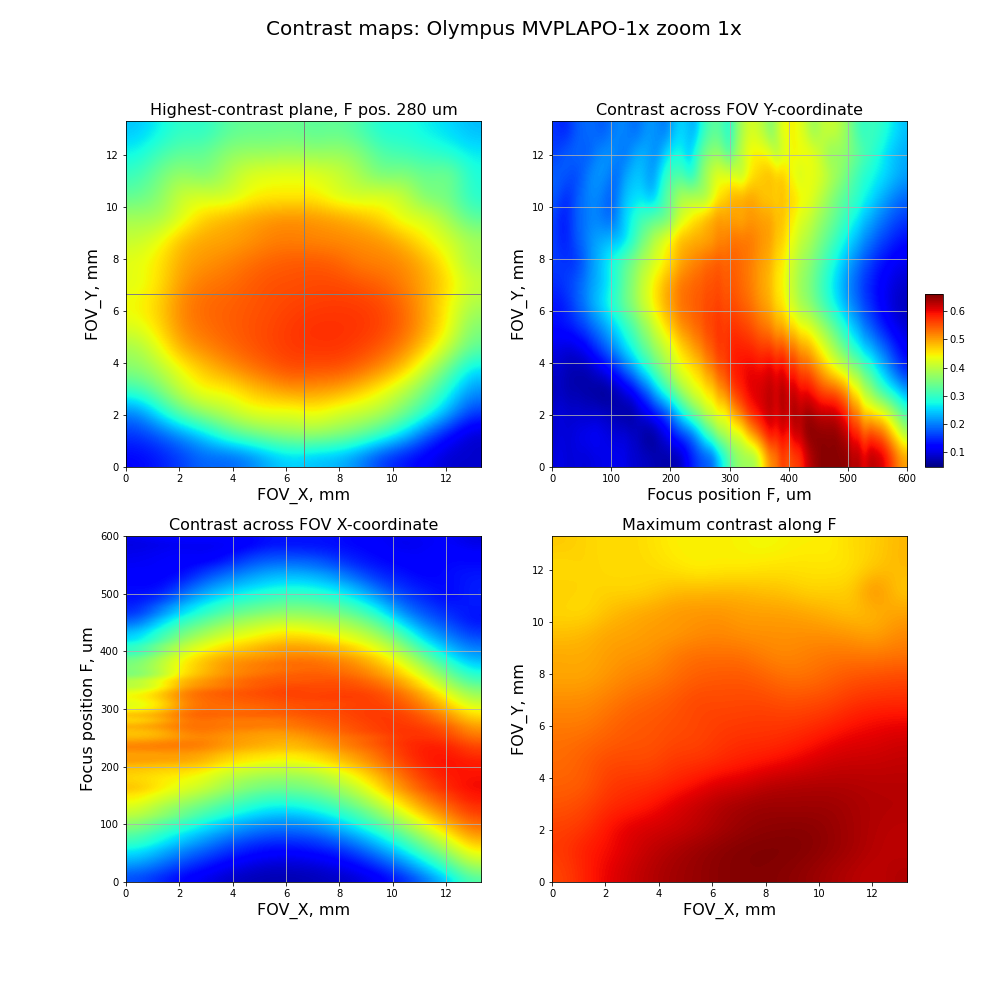 Contrast maps: Olympus MVPLAPO-1x zoom 1x
Highest-contrast plane, F pos. 280 um
12
10
8
6
4
2
0
FOV_Y, mm
0 2 4 6 8 10 12
FOV_X, mm
Contrast across FOV Y-coordinate
12
10
8
6
4
2
0
FOV_Y, mm
0 100 200 300 400 500 600
Focus position F, um
0.6
0.5
0.4
0.3
0.2
0.1
Contrast across FOV X-coordinate
600
500
400
300
200
100
0
Focus position F, um
0 2 4 6 8 10 12
FOV_X, mm
Maximum contrast along F
12
10
8
6
4
2
0
FOV_Y, mm
0 2 4 6 8 10 12
FOV_X, mm